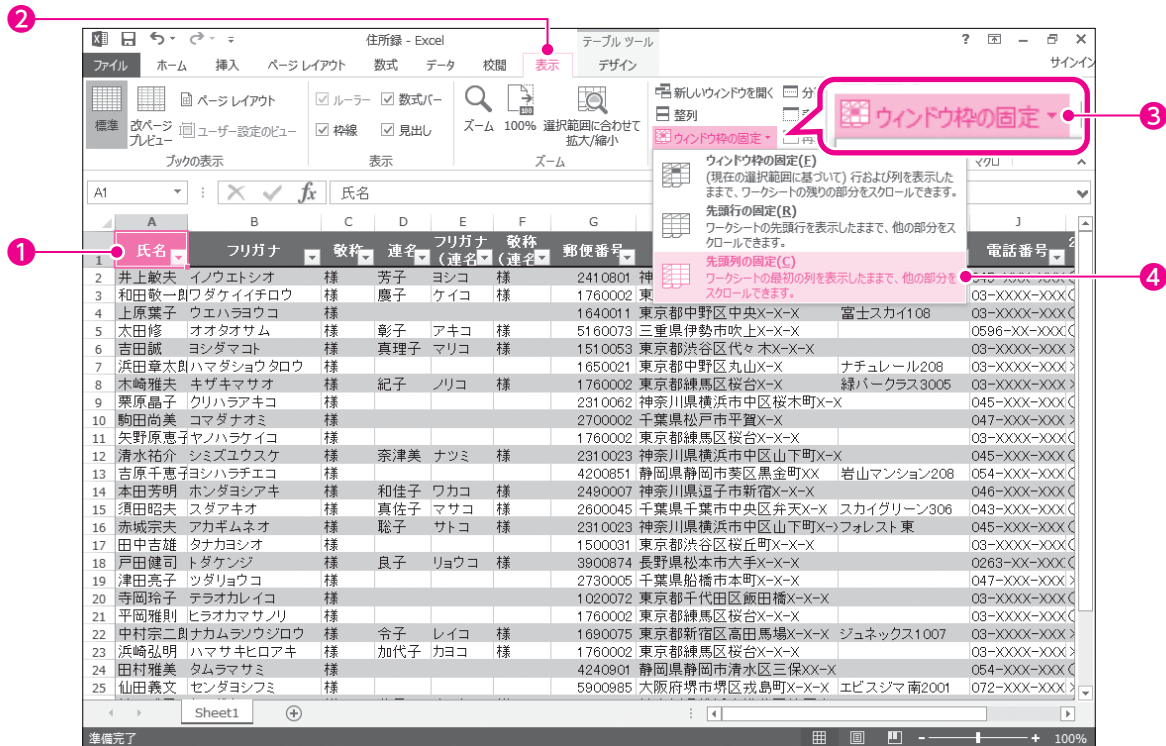 2
住所録 - Excel
テーブル ツール
ファイル ホーム 挿入 ページ レイアウト 数式 データ 校閲 表示 デザイン サインイン
標準
改ページ プレビュー
ページ レイアウト
ユーザー設定のビュー
ブックの表示
ルーラー 数式バー
枠線 見出し
表示
ズーム 100% 選択範囲に合わせて 拡大/縮小
ズーム
新しいウィンドウを開く
整列
ウィンドウ枠の固定
ウィンドウ枠の固定
3
マクロ
ウィンドウ枠の固定(F)
(現在の選択範囲に基づいて) 行および列を表示した
ままで、ワークシートの残りの部分をスクロールできます。
先頭行の固定(R)
ワークシートの先頭行を表示したままで、他の部分をス
クロールできます。
先頭列の固定(C)
ワークシートの最初の列を表示したままで、他の部分を
スクロールできます。
4
A1 fx 氏名
A B C D E F G J
1
1 氏名 フリガナ 敬称 連名 フリガナ（連名 敬称（連名 郵便番号 電話番号
2 井上敏夫 イノウエトシオ 様 芳子 ヨシコ 様 2410801
3 和田敬一郎 ワダケイイチロウ 様 慶子 ケイコ 様 1760002 03-XXXX-XXX
4 上原葉子 ウエハラヨウコ 様 1640011 東京都中野区中央X-X-X 富士スカイ108 03-XXXX-XXX
5 太田修 オオタオサム 様 彰子 アキコ 様 5160073 三重県伊勢市吹上X-X-X 0596-XX-XXX
6 吉田誠 ヨシダマコト 様 真理子 マリコ 様 1510053 東京都渋谷区代々木X-X-X 03-XXXX-XXX
7 浜田章太郎 ハマダショウタロウ 様 1650021 東京都中野区丸山X-X ナチュレール208 03-XXXX-XXX
8 木崎雅夫 キザキマサオ 様 紀子 ノリコ 様 1760002 東京都練馬区桜台X-X 緑パークラス3005 03-XXXX-XXX
9 栗原晶子 クリハラアキコ 様 2310062 神奈川県横浜市中区桜木町X-X 045-XXX-XXX
10 駒田尚美 コマダナオミ 様 2700002 千葉県松戸市平賀X-X 047-XXX-XXX
11 矢野原恵子 ヤノハラケイコ 様 1760002 東京都練馬区桜台X-X-X 03-XXXX-XXX
12 清水祐介 シミズユウスケ 様 奈津美 ナツミ 様 2310023 神奈川県横浜市中区山下町X-X 045-XXX-XXX
13 吉原千恵子 ヨシハラチエコ 様 4200851 静岡県静岡市葵区黒金町XX 岩山マンション208 054-XXX-XXX
14 本田芳明 ホンダヨシアキ 様 和佳子 ワカコ 様 2490007 神奈川県逗子市新宿X-X-X 046-XXX-XXX
15 須田昭夫 スダアキオ 様 真佐子 マサコ 様 2600045 千葉県千葉市中央区弁天X-X スカイグリーン306 043-XXX-XXX
16 赤城宗夫 アカギムネオ 様 聡子 サトコ 様 2310023 神奈川県横浜市中区山下町X- フォレスト東 045-XXX-XXX
17 田中吉雄 タナカヨシオ 様 1500031 東京都渋谷区桜丘町X-X-X 03-XXXX-XXX
18 戸田健司 トダケンジ 様 良子 リョウコ 様 3900874 長野県松本市大手X-X-X 0263-XX-XXX
19 津田亮子 ツダリョウコ 様 2730005 千葉県船橋市本町X-X-X 047-XXX-XXX
20 寺岡玲子 テラオカレイコ 様 1020072 東京都千代田区飯田橋X-X-X 03-XXXX-XXX
21 平岡雅則 ヒラオカマサノリ 様 1760002 東京都練馬区桜台X-X-X 03-XXXX-XXX
22 中村宗二郎 ナカムラソウジロウ 様 令子 レイコ 様 1690075 東京都新宿区高田馬場X-X-X ジュネックス1007 03-XXXX-XXX
23 浜崎弘明 ハマサキヒロアキ 様 加代子 カヨコ 様 1760002 東京都練馬区桜台X-X-X 03-XXXX-XXX
24 田村雅美 タムラマサミ 様 4240901 静岡県静岡市清水区三保XX-X 054-XXX-XXX
25 仙田義文 センダヨシフミ 様 5900985 大阪府堺市堺区戎島町X-X-X エビスジマ南2001 072-XXX-XXX
Sheet1
準備完了 100%